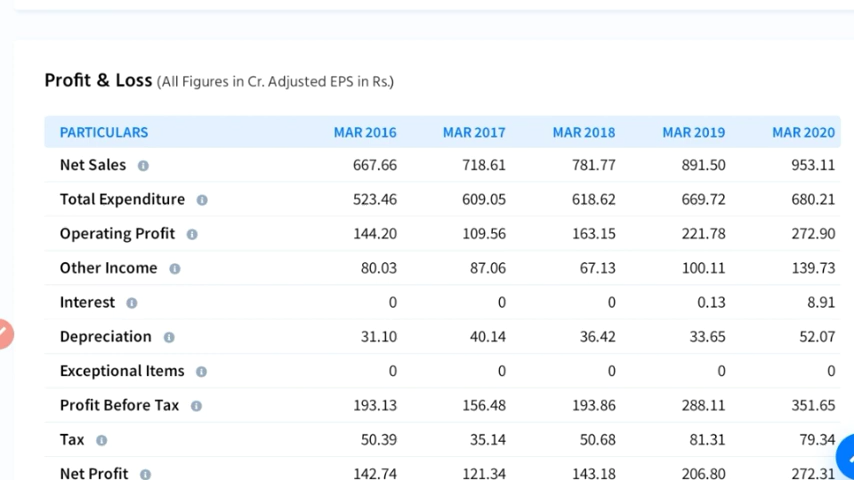 Profit & Loss (All Figures in Cr. Adjusted EPS in Rs.)
PARTICULARS MAR 2016 MAR 2017 MAR 2018 MAR 2019 MAR 2020
Net Sales 667.66 718.61 781.77 891.50 953.11
Total Expenditure 523.46 609.05 618.62 669.72 680.21
Operating Profit 144.20 109.56 163.15 221.78 272.90
Other Income 80.03 87.06 67.13 100.11 139.73
Interest 0 0 0 0.13 8.91
Depreciation 31.10 40.14 36.42 33.65 52.07
Exceptional Items 0 0 0 0 0
Profit Before Tax 193.13 156.48 193.86 288.11 351.65
Tax 50.39 35.14 50.68 81.31 79.34
Net Profit 142.74 121.34 143.18 206.80 272.31